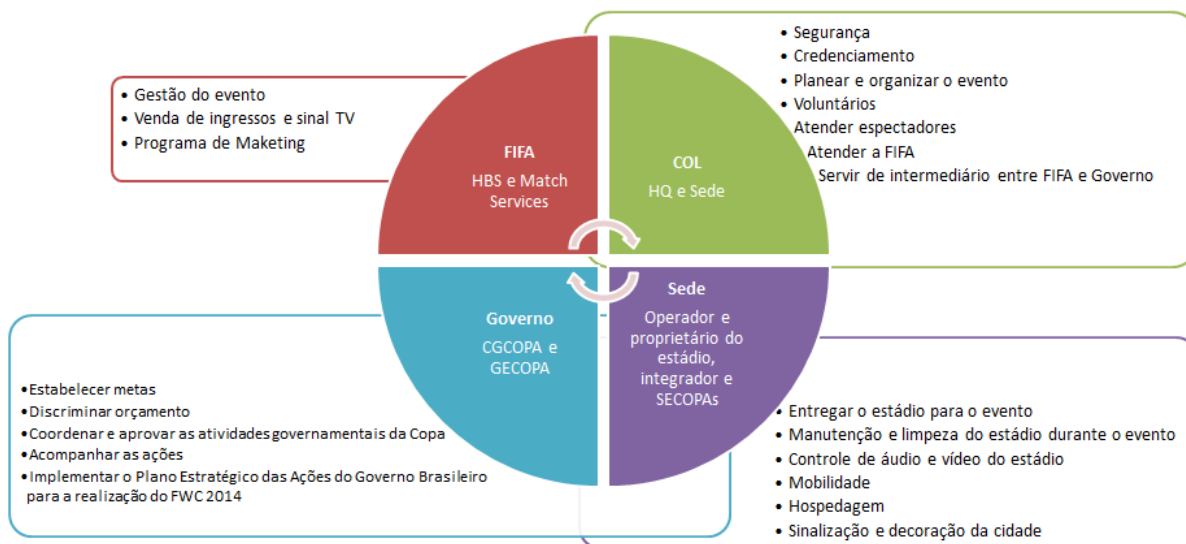 • Gestão do evento
• Venda de ingressos e sinal TV
• Programa de Maketing
FIFA
HBS e Match
Services
COL
HQ e Sede
• Segurança
• Credenciamento
• Planear e organizar o evento
• Voluntários
Atender espectadores
Atender a FIFA
Servir de intermediário entre FIFA e Governo
Governo
CGCOPA e
GECOPA
Sede
Operador e
proprietário do
estádio,
integrador e
SECOPAs
•Estabelecer metas
•Discriminar orçamento
•Coordenar e aprovar as atividades governamentais da Copa
•Acompanhar as ações
•Implementar o Plano Estratégico das Ações do Governo Brasileiro
para a realização do FWC 2014
• Entregar o estádio para o evento
• Manutenção e limpeza do estádio durante o evento
• Controle de áudio e vídeo do estádio
• Mobilidade
• Hospedagem
• Sinalização e decoração da cidade